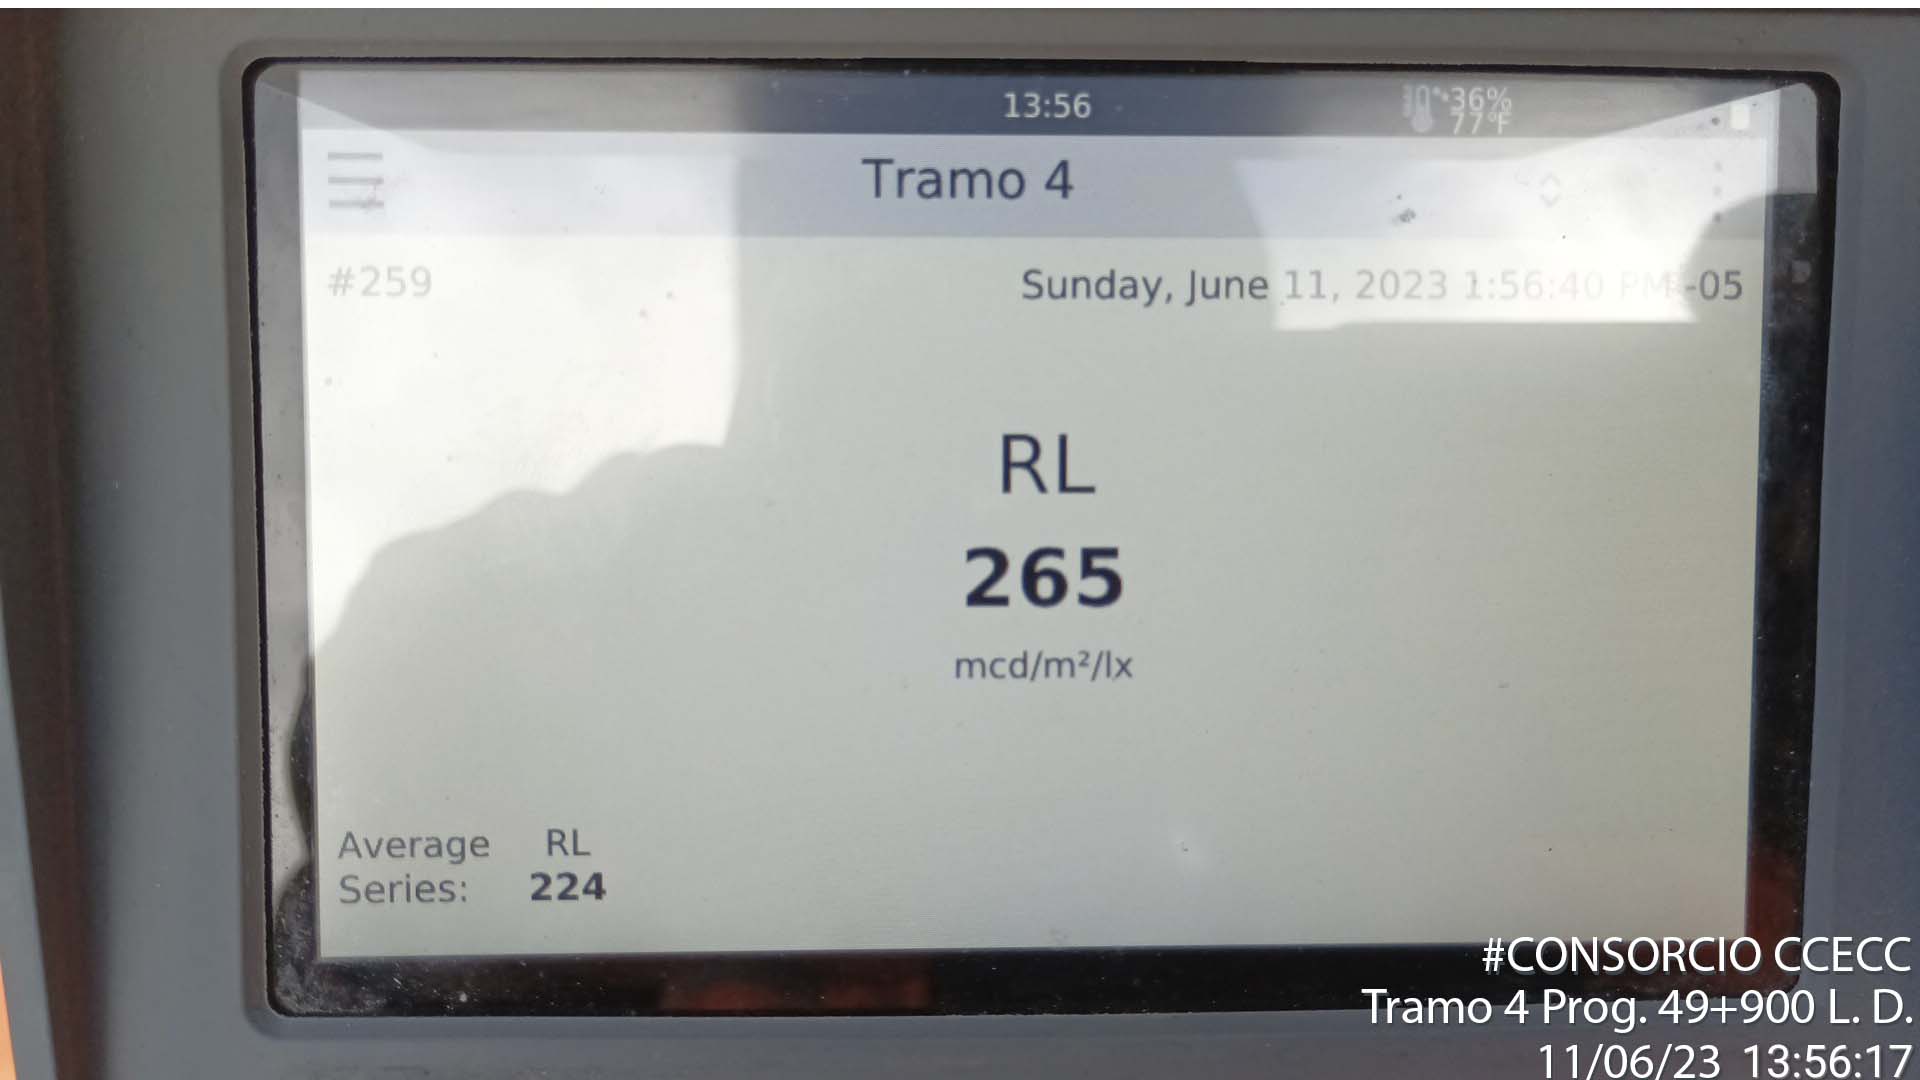 13:56
36%
77°F
Tramo 4
#259
Sunday, June 11, 2023 1:56:40 PM -05
RL
265
mcd/m²/lx
Average RL
Series: 224
#CONSORCIO CCECC
Tramo 4 Prog. 49+900 L. D.
11/06/23 13:56:17